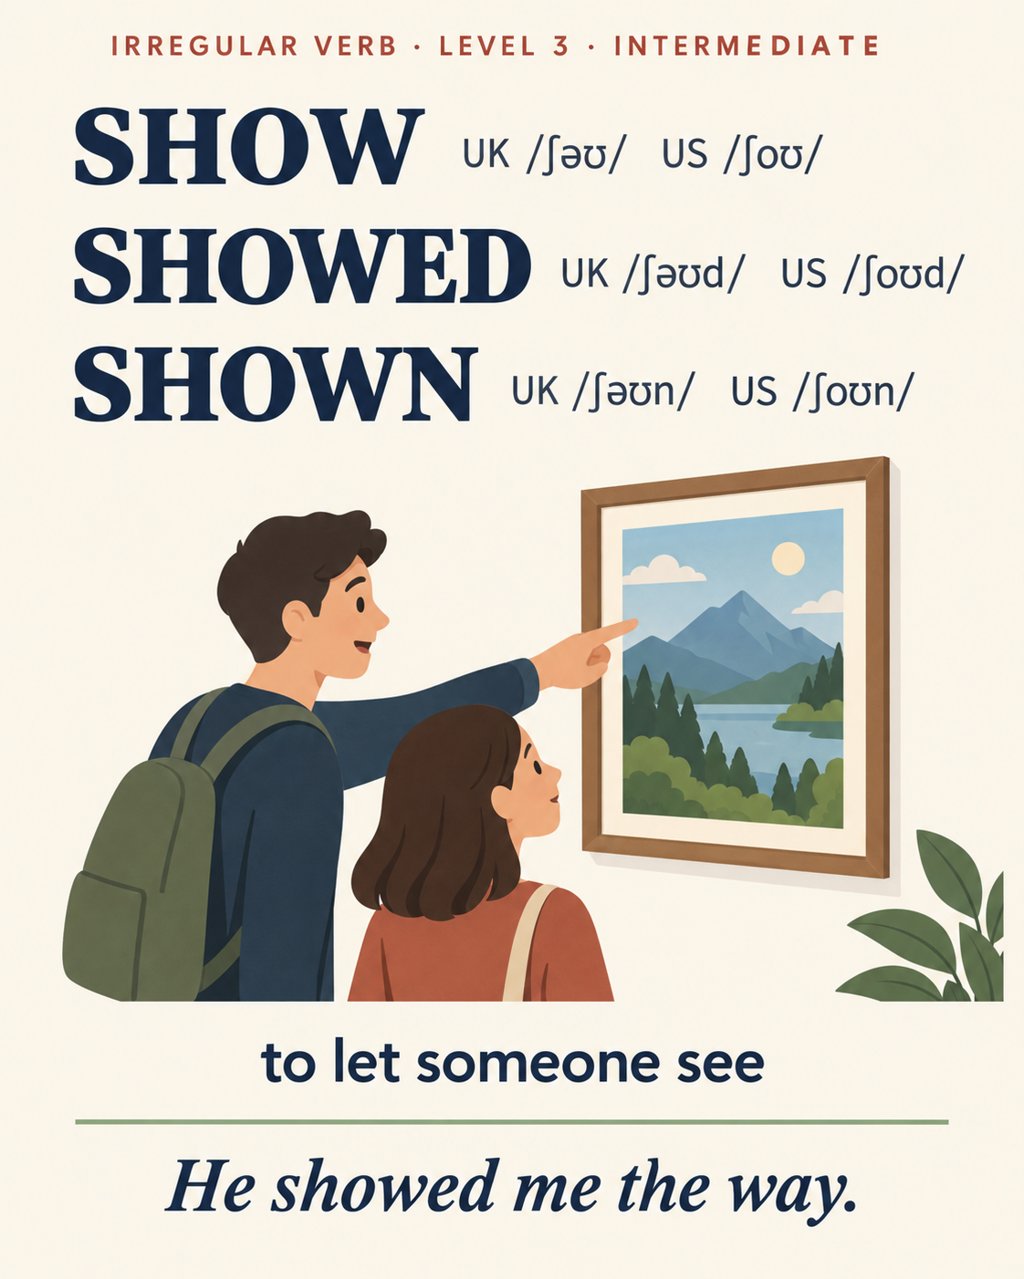 IRREGULAR VERB · LEVEL 3 · INTERMEDIATE
SHOW UK /ʃəʊ/ US /ʃoʊ/
SHOWED UK /ʃəʊd/ US /ʃoʊd/
SHOWN UK /ʃəʊn/ US /ʃoʊn/
to let someone see
He showed me the way.